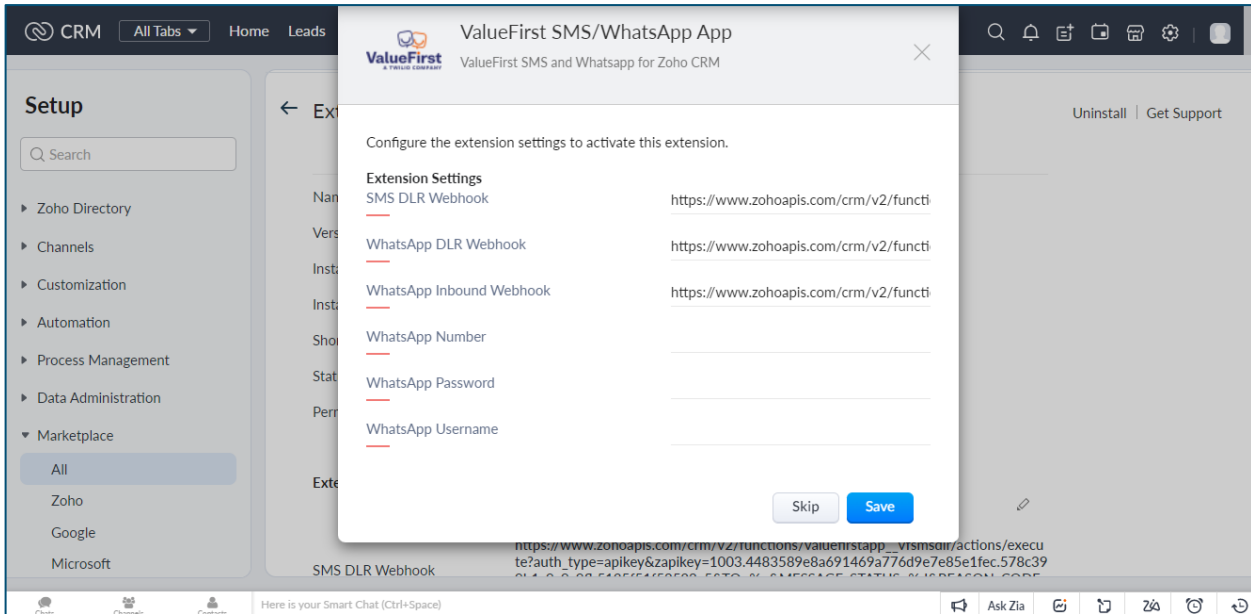 CRM All Tabs Home Leads
ValueFirst SMS/WhatsApp App
ValueFirst
A TWILIO COMPANY
ValueFirst SMS and Whatsapp for Zoho CRM
Setup
Uninstall | Get Support
Search
Configure the extension settings to activate this extension.
Extension Settings
SMS DLR Webhook https://www.zohoapis.com/crm/v2/functi
WhatsApp DLR Webhook https://www.zohoapis.com/crm/v2/functi
WhatsApp Inbound Webhook https://www.zohoapis.com/crm/v2/functi
WhatsApp Number
WhatsApp Password
WhatsApp Username
Skip Save
Zoho Directory
Channels
Customization
Automation
Process Management
Data Administration
Marketplace
All
Zoho
Google
Microsoft
https://www.zohoapis.com/crm/v2/functions/valuefirstapp__vfsmsdlr/actions/execu
SMS DLR Webhook te?auth_type=apikey&zapikey=1003.4483589e8a691469a776d9e7e85e1fec.578c39
Here is your Smart Chat (Ctrl+Space)
Ask Zia